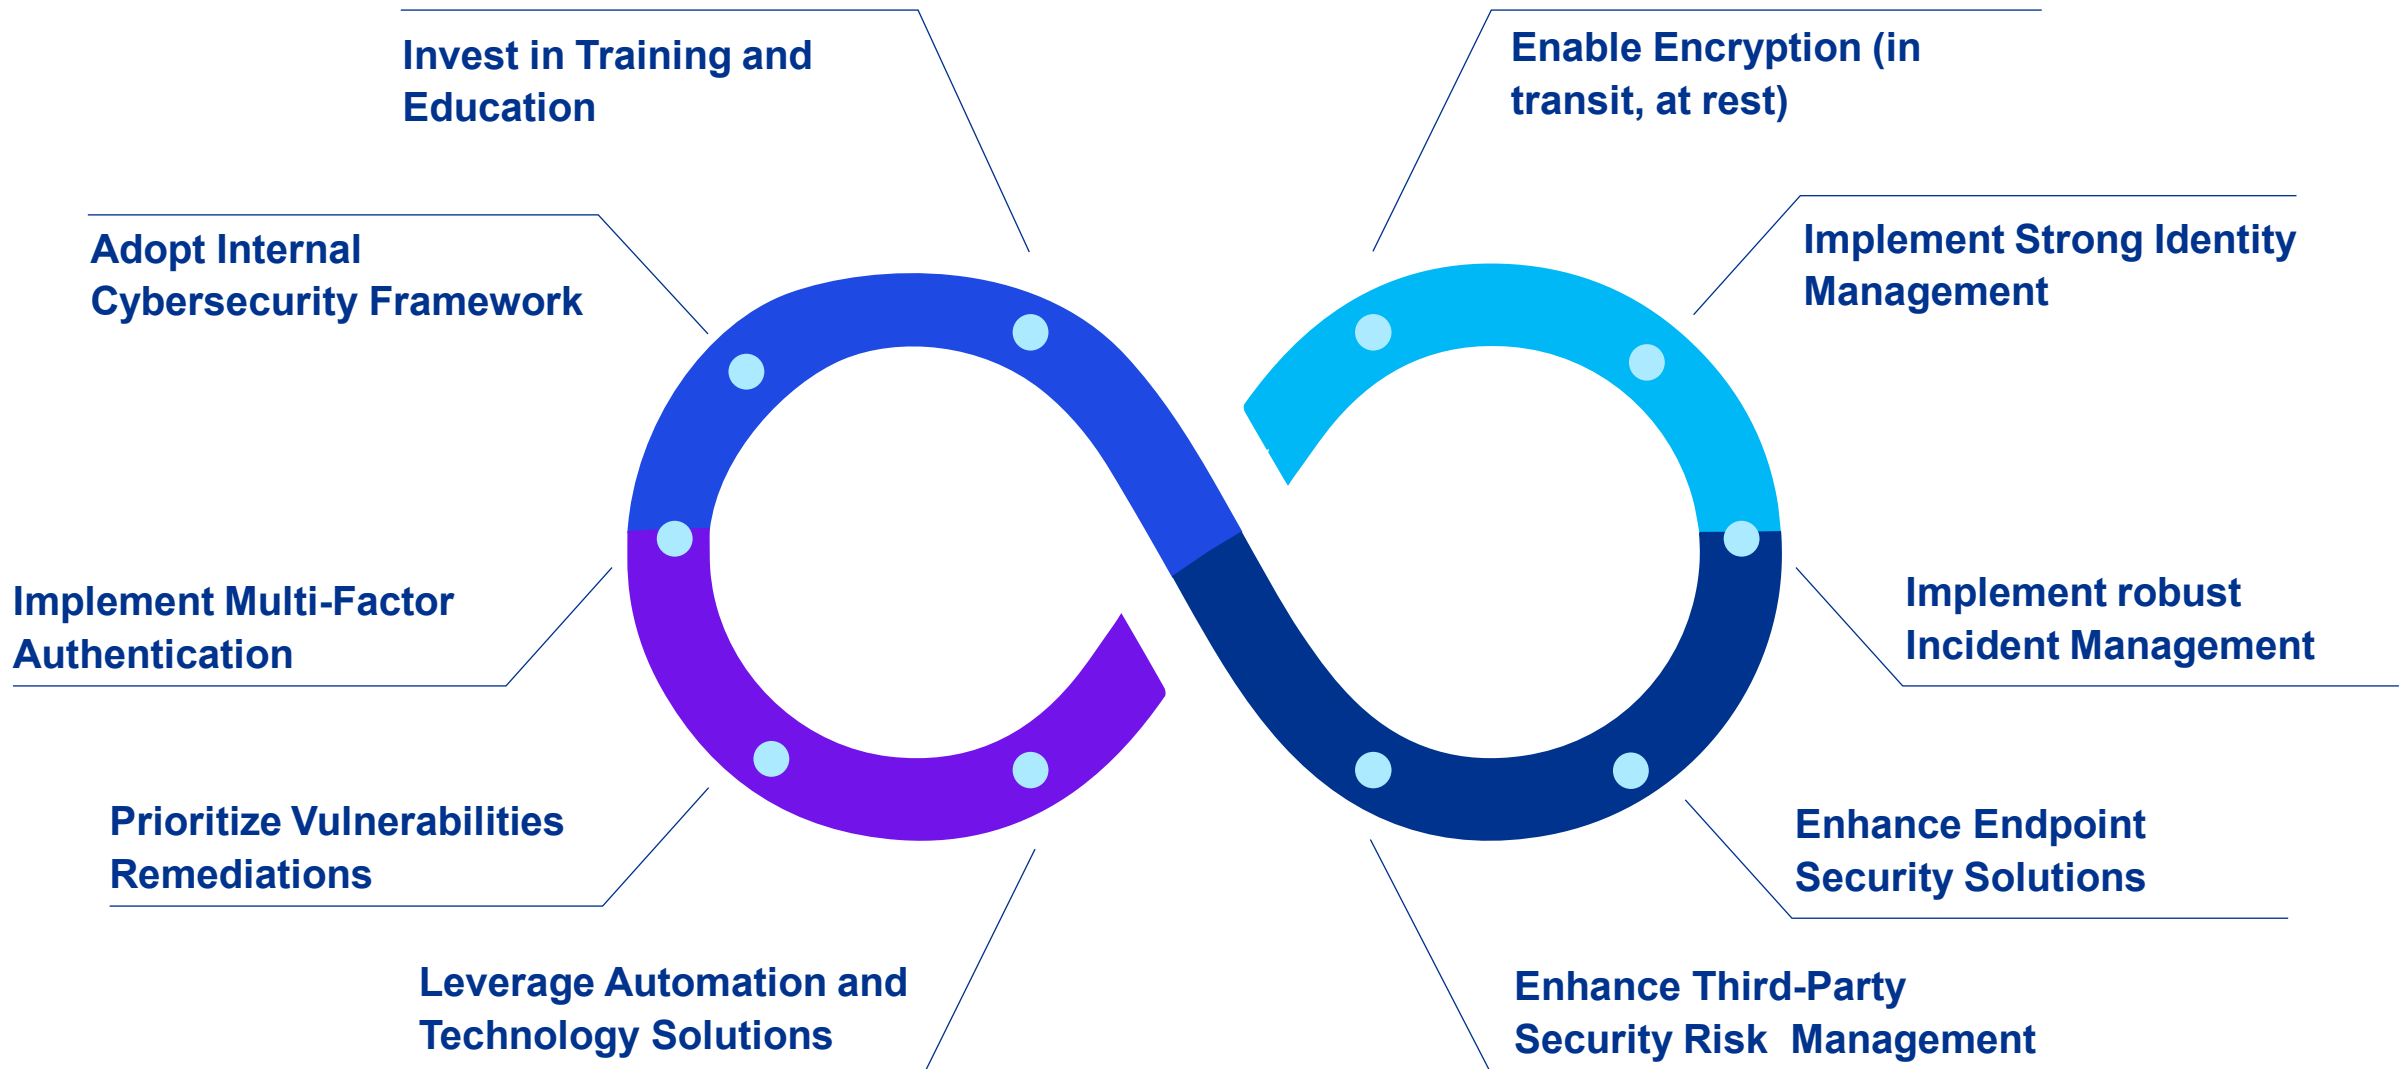 Invest in Training and
Education
Enable Encryption (in
transit, at rest)
Adopt Internal
Cybersecurity Framework
Implement Strong Identity
Management
Implement Multi-Factor
Authentication
Implement robust
Incident Management
Prioritize Vulnerabilities
Remediations
Enhance Endpoint
Security Solutions
Leverage Automation and
Technology Solutions
Enhance Third-Party
Security Risk  Management